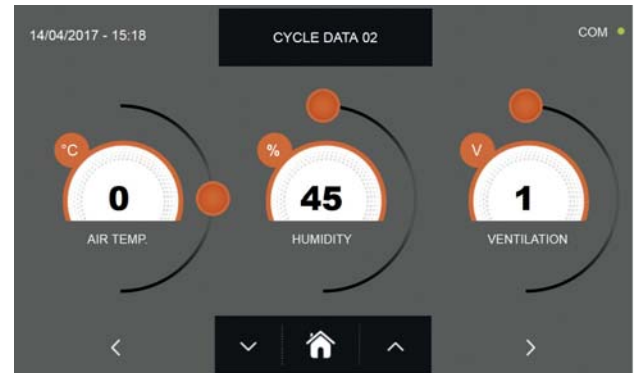 14/04/2017 - 15:18
CYCLE DATA 02
COM
°C
0
AIR TEMP.
%
45
HUMIDITY
V
1
VENTILATION